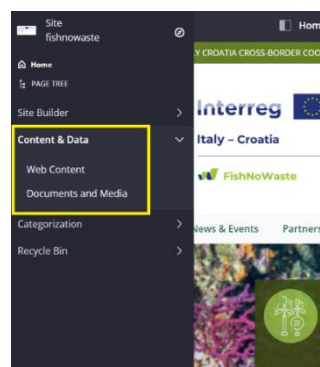 Site
fishnowaste
Home
PAGE TREE
Site Builder
Content & Data
Web Content
Documents and Media
Categorization
Recycle Bin
Hom
Y CROATIA CROSS-BORDER COO
Interreg
Italy – Croatia
FishNoWaste
News & Events
Partners